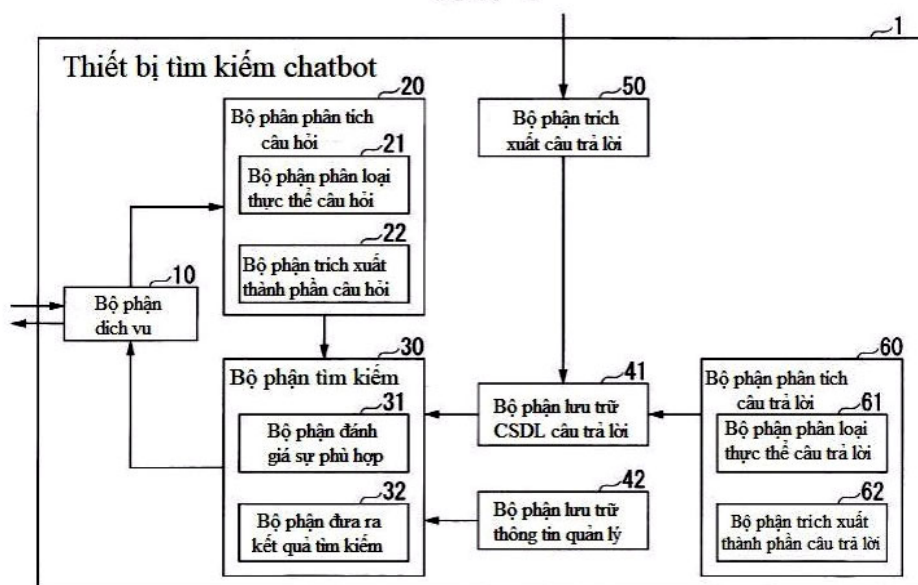 1
Thiết bị tìm kiếm chatbot
20
Bộ phân phân tích
câu hỏi
21
Bộ phận phân loại
thực thể câu hỏi
22
Bộ phận trích xuất
thành phần câu hỏi
50
Bộ phận trích
xuất câu trả lời
10
Bộ phận
dịch vụ
30
Bộ phận tìm kiếm
31
Bộ phận đánh
giá sự phù hợp
32
Bộ phận đưa ra
kết quả tìm kiếm
41
Bộ phận lưu trữ
CSDL câu trả lời
42
Bộ phận lưu trữ
thông tin quản lý
60
Bộ phận phân tích
câu trả lời
61
Bộ phận phân loại
thực thể câu trả lời
62
Bộ phận trích xuất
thành phần câu trả lời